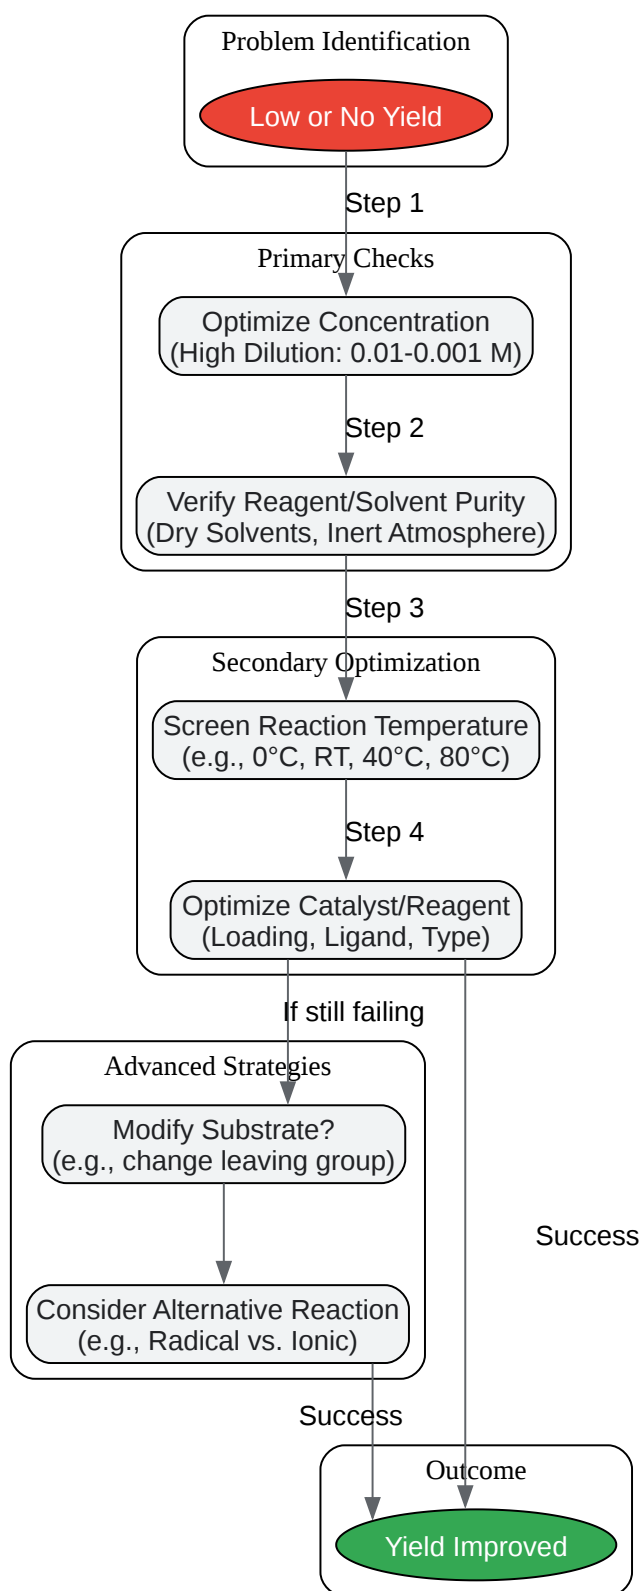 Problem Identification
Low or No Yield
Step 1
Primary Checks
Optimize Concentration
(High Dilution: 0.01-0.001 M)
Step 2
Verify Reagent/Solvent Purity
(Dry Solvents, Inert Atmosphere)
Step 3
Secondary Optimization
Screen Reaction Temperature
(e.g., 0°C, RT, 40°C, 80°C)
Step 4
Optimize Catalyst/Reagent
(Loading, Ligand, Type)
If still failing
Advanced Strategies
Modify Substrate?
(e.g., change leaving group)
Success
Consider Alternative Reaction
(e.g., Radical vs. Ionic)
Success
Outcome
Yield Improved